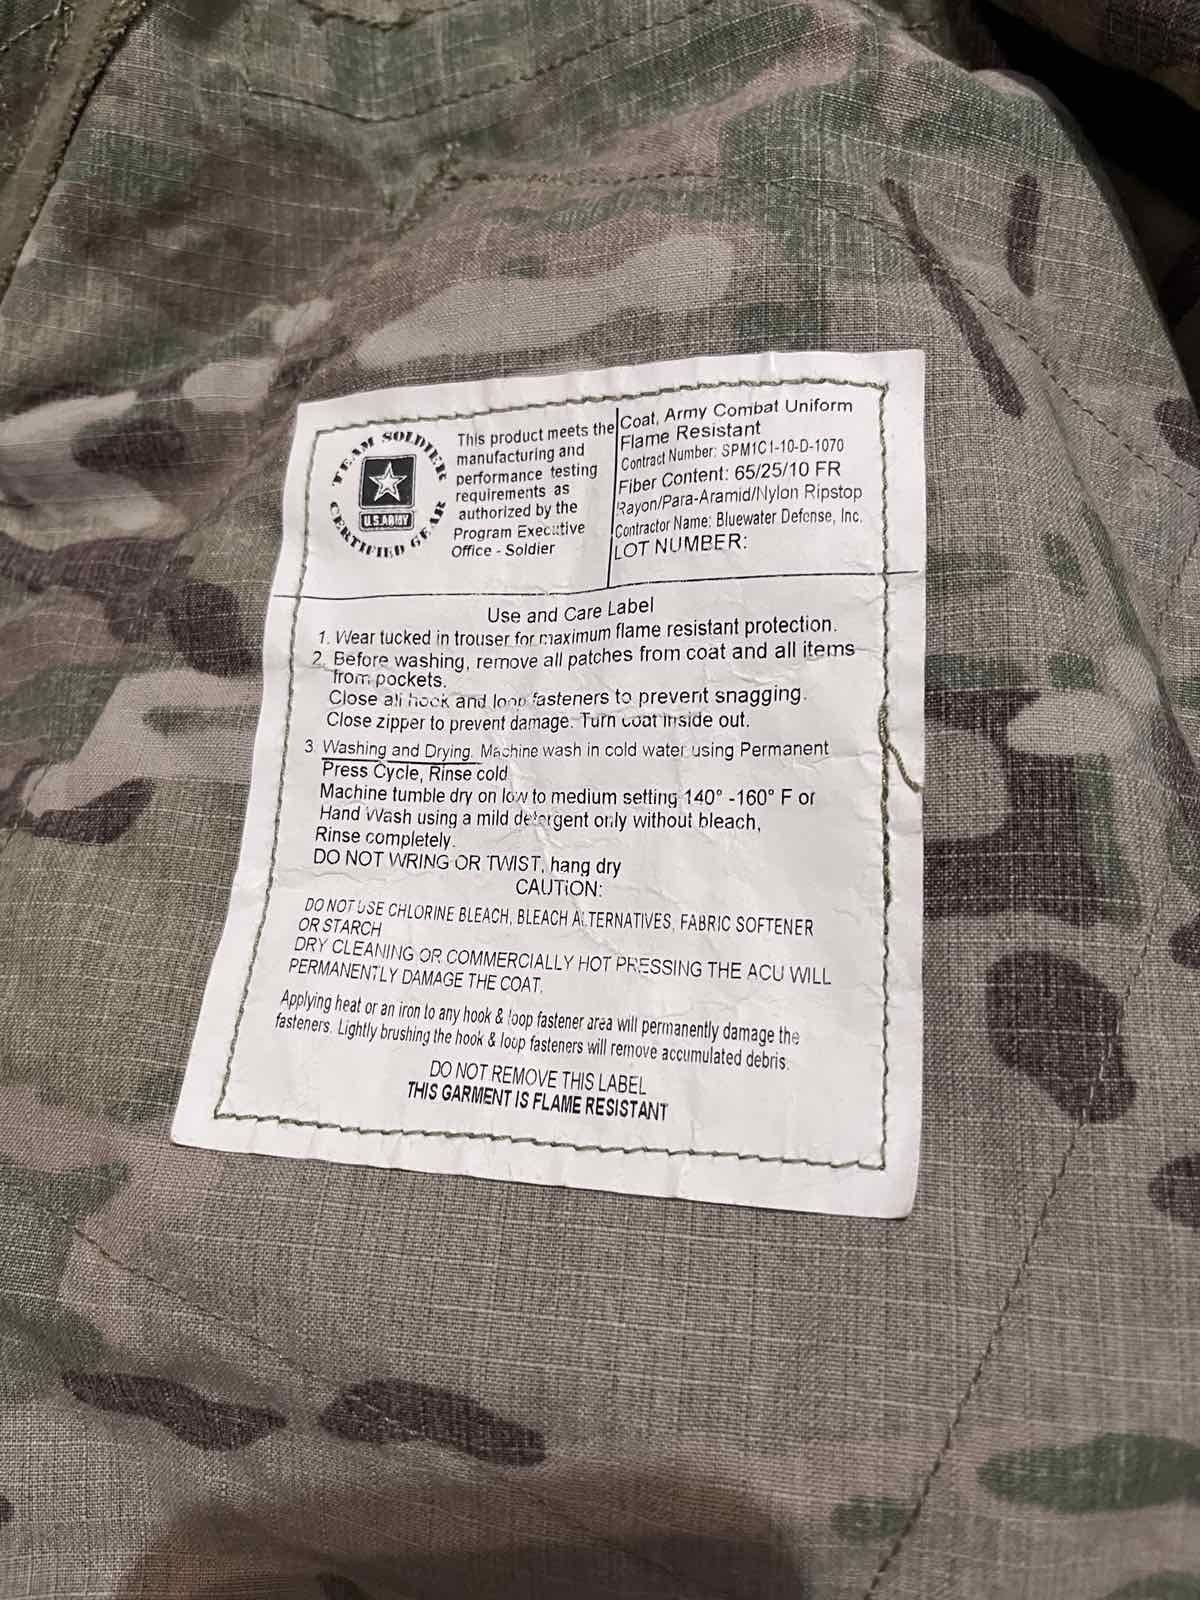 TEAM SOLDIER
CERTIFIED GEAR
U.S.ARMY
This product meets the
manufacturing and
performance testing
requirements as
authorized by the
Program Executive
Office - Soldier
Coat, Army Combat Uniform
Flame Resistant
Contract Number: SPM1C1-10-D-1070
Fiber Content: 65/25/10 FR
Rayon/Para-Aramid/Nylon Ripstop
Contractor Name: Bluewater Defense, Inc.
LOT NUMBER:
Use and Care Label
1. Wear tucked in trouser for maximum flame resistant protection.
2. Before washing, remove all patches from coat and all items
from pockets.
Close all hook and loop fasteners to prevent snagging.
Close zipper to prevent damage. Turn coat inside out.
3 Washing and Drying. Machine wash in cold water using Permanent
Press Cycle, Rinse cold
Machine tumble dry on low to medium setting 140° -160° F or
Hand Wash using a mild detergent only without bleach,
Rinse completely.
DO NOT WRING OR TWIST, hang dry
CAUTION:
DO NOT USE CHLORINE BLEACH, BLEACH ALTERNATIVES, FABRIC SOFTENER
OR STARCH
DRY CLEANING OR COMMERCIALLY HOT PRESSING THE ACU WILL
PERMANENTLY DAMAGE THE COAT.
Applying heat or an iron to any hook & loop fastener area will permanently damage the
fasteners. Lightly brushing the hook & loop fasteners will remove accumulated debris.
DO NOT REMOVE THIS LABEL
THIS GARMENT IS FLAME RESISTANT